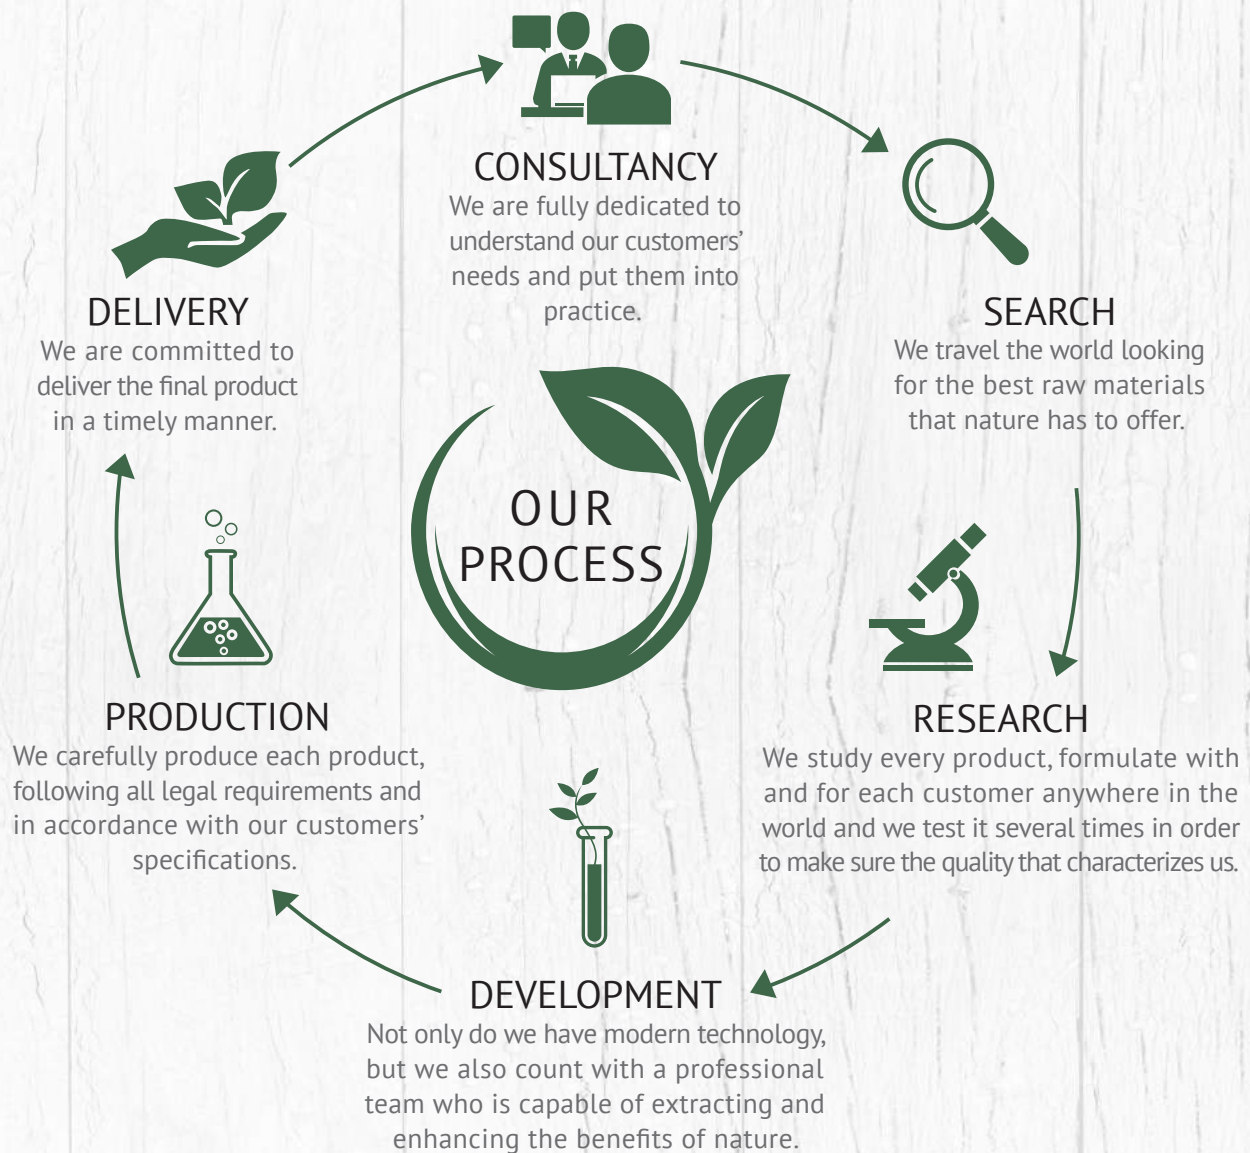 CONSULTANCY
We are fully dedicated to
understand our customers’
needs and put them into
practice.
SEARCH
We travel the world looking
for the best raw materials
that nature has to offer.
RESEARCH
We study every product, formulate with
and for each customer anywhere in the
world and we test it several times in order
to make sure the quality that characterizes us.
DEVELOPMENT
Not only do we have modern technology,
but we also count with a professional
team who is capable of extracting and
enhancing the benefits of nature.
PRODUCTION
We carefully produce each product,
following all legal requirements and
in accordance with our customers’
specifications.
DELIVERY
We are committed to
deliver the final product
in a timely manner.
OUR
PROCESS